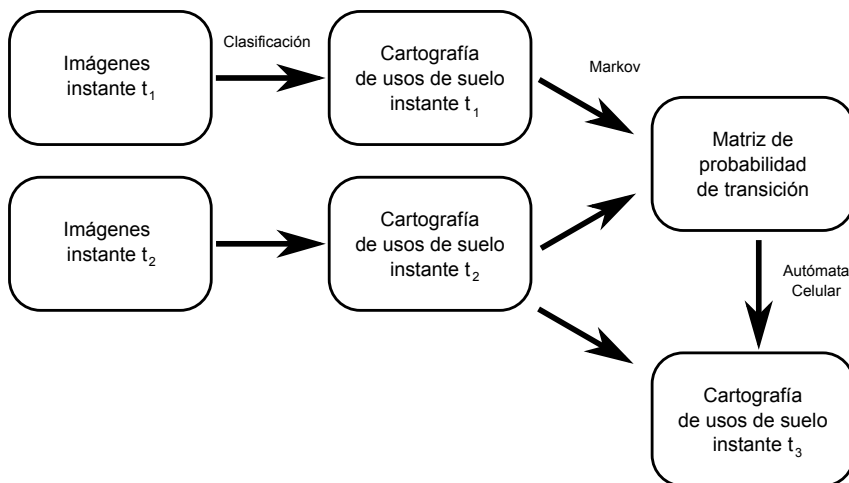 Imágenes
instante t₁
Clasificación
Cartografía
de usos de suelo
instante t₁
Markov
Matriz de
probabilidad
de transición
Imágenes
instante t₂
Cartografía
de usos de suelo
instante t₂
Autómata
Celular
Cartografía
de usos de suelo
instante t₃